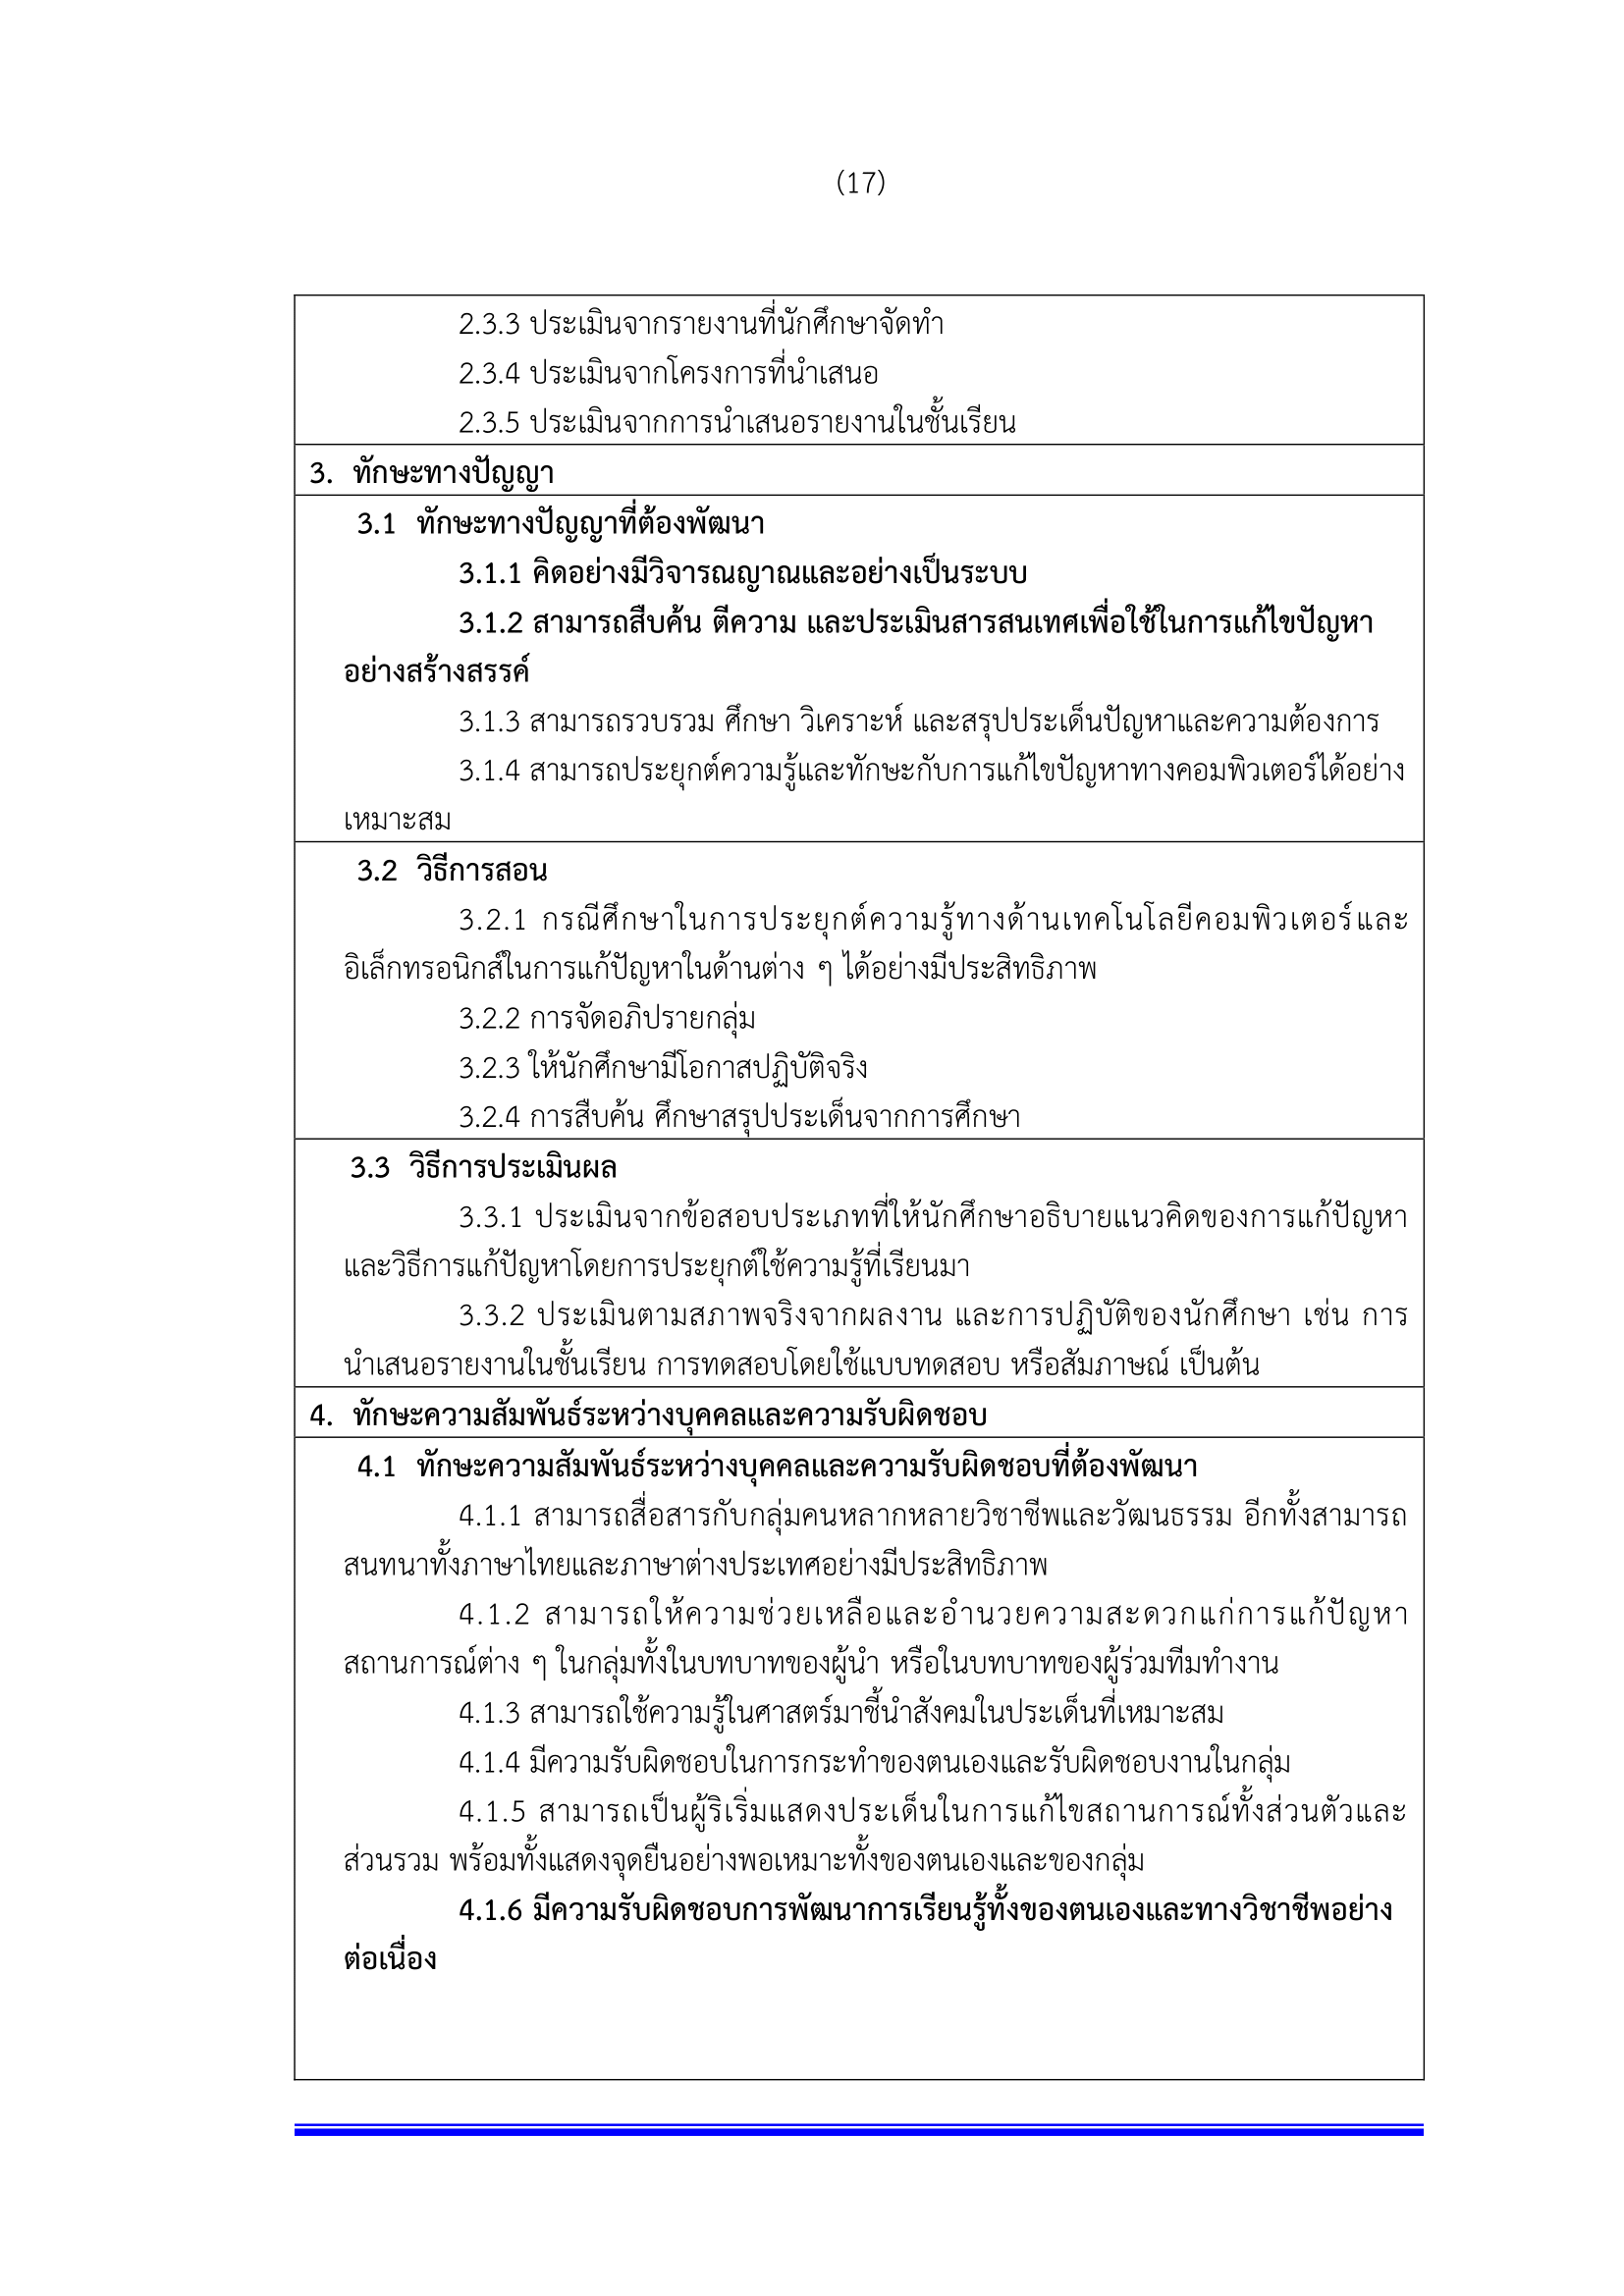 (17)
2.3.3 ประเมินจากรายงานที่นักศึกษาจัดทำ
2.3.4 ประเมินจากโครงการที่นำเสนอ
2.3.5 ประเมินจากการนำเสนอรายงานในชั้นเรียน
3. ทักษะทางปัญญา
3.1 ทักษะทางปัญญาที่ต้องพัฒนา
3.1.1 คิดอย่างมีวิจารณญาณและอย่างเป็นระบบ
3.1.2 สามารถสืบค้น ตีความ และประเมินสารสนเทศเพื่อใช้ในการแก้ไขปัญหา
อย่างสร้างสรรค์
3.1.3 สามารถรวบรวม ศึกษา วิเคราะห์ และสรุปประเด็นปัญหาและความต้องการ
3.1.4 สามารถประยุกต์ความรู้และทักษะกับการแก้ไขปัญหาทางคอมพิวเตอร์ได้อย่าง
เหมาะสม
3.2 วิธีการสอน
3.2.1 กรณีศึกษาในการประยุกต์ความรู้ทางด้านเทคโนโลยีคอมพิวเตอร์และ
อิเล็กทรอนิกส์ในการแก้ปัญหาในด้านต่าง ๆ ได้อย่างมีประสิทธิภาพ
3.2.2 การจัดอภิปรายกลุ่ม
3.2.3 ให้นักศึกษามีโอกาสปฏิบัติจริง
3.2.4 การสืบค้น ศึกษาสรุปประเด็นจากการศึกษา
3.3 วิธีการประเมินผล
3.3.1 ประเมินจากข้อสอบประเภทที่ให้นักศึกษาอธิบายแนวคิดของการแก้ปัญหา
และวิธีการแก้ปัญหาโดยการประยุกต์ใช้ความรู้ที่เรียนมา
3.3.2 ประเมินตามสภาพจริงจากผลงาน และการปฏิบัติของนักศึกษา เช่น การ
นำเสนอรายงานในชั้นเรียน การทดสอบโดยใช้แบบทดสอบ หรือสัมภาษณ์ เป็นต้น
4. ทักษะความสัมพันธ์ระหว่างบุคคลและความรับผิดชอบ
4.1 ทักษะความสัมพันธ์ระหว่างบุคคลและความรับผิดชอบที่ต้องพัฒนา
4.1.1 สามารถสื่อสารกับกลุ่มคนหลากหลายวิชาชีพและวัฒนธรรม อีกทั้งสามารถ
สนทนาทั้งภาษาไทยและภาษาต่างประเทศอย่างมีประสิทธิภาพ
4.1.2 สามารถให้ความช่วยเหลือและอำนวยความสะดวกแก่การแก้ปัญหา
สถานการณ์ต่าง ๆ ในกลุ่มทั้งในบทบาทของผู้นำ หรือในบทบาทของผู้ร่วมทีมทำงาน
4.1.3 สามารถใช้ความรู้ในศาสตร์มาชี้นำสังคมในประเด็นที่เหมาะสม
4.1.4 มีความรับผิดชอบในการกระทำของตนเองและรับผิดชอบงานในกลุ่ม
4.1.5 สามารถเป็นผู้ริเริ่มแสดงประเด็นในการแก้ไขสถานการณ์ทั้งส่วนตัวและ
ส่วนรวม พร้อมทั้งแสดงจุดยืนอย่างพอเหมาะทั้งของตนเองและของกลุ่ม
4.1.6 มีความรับผิดชอบการพัฒนาการเรียนรู้ทั้งของตนเองและทางวิชาชีพอย่าง
ต่อเนื่อง